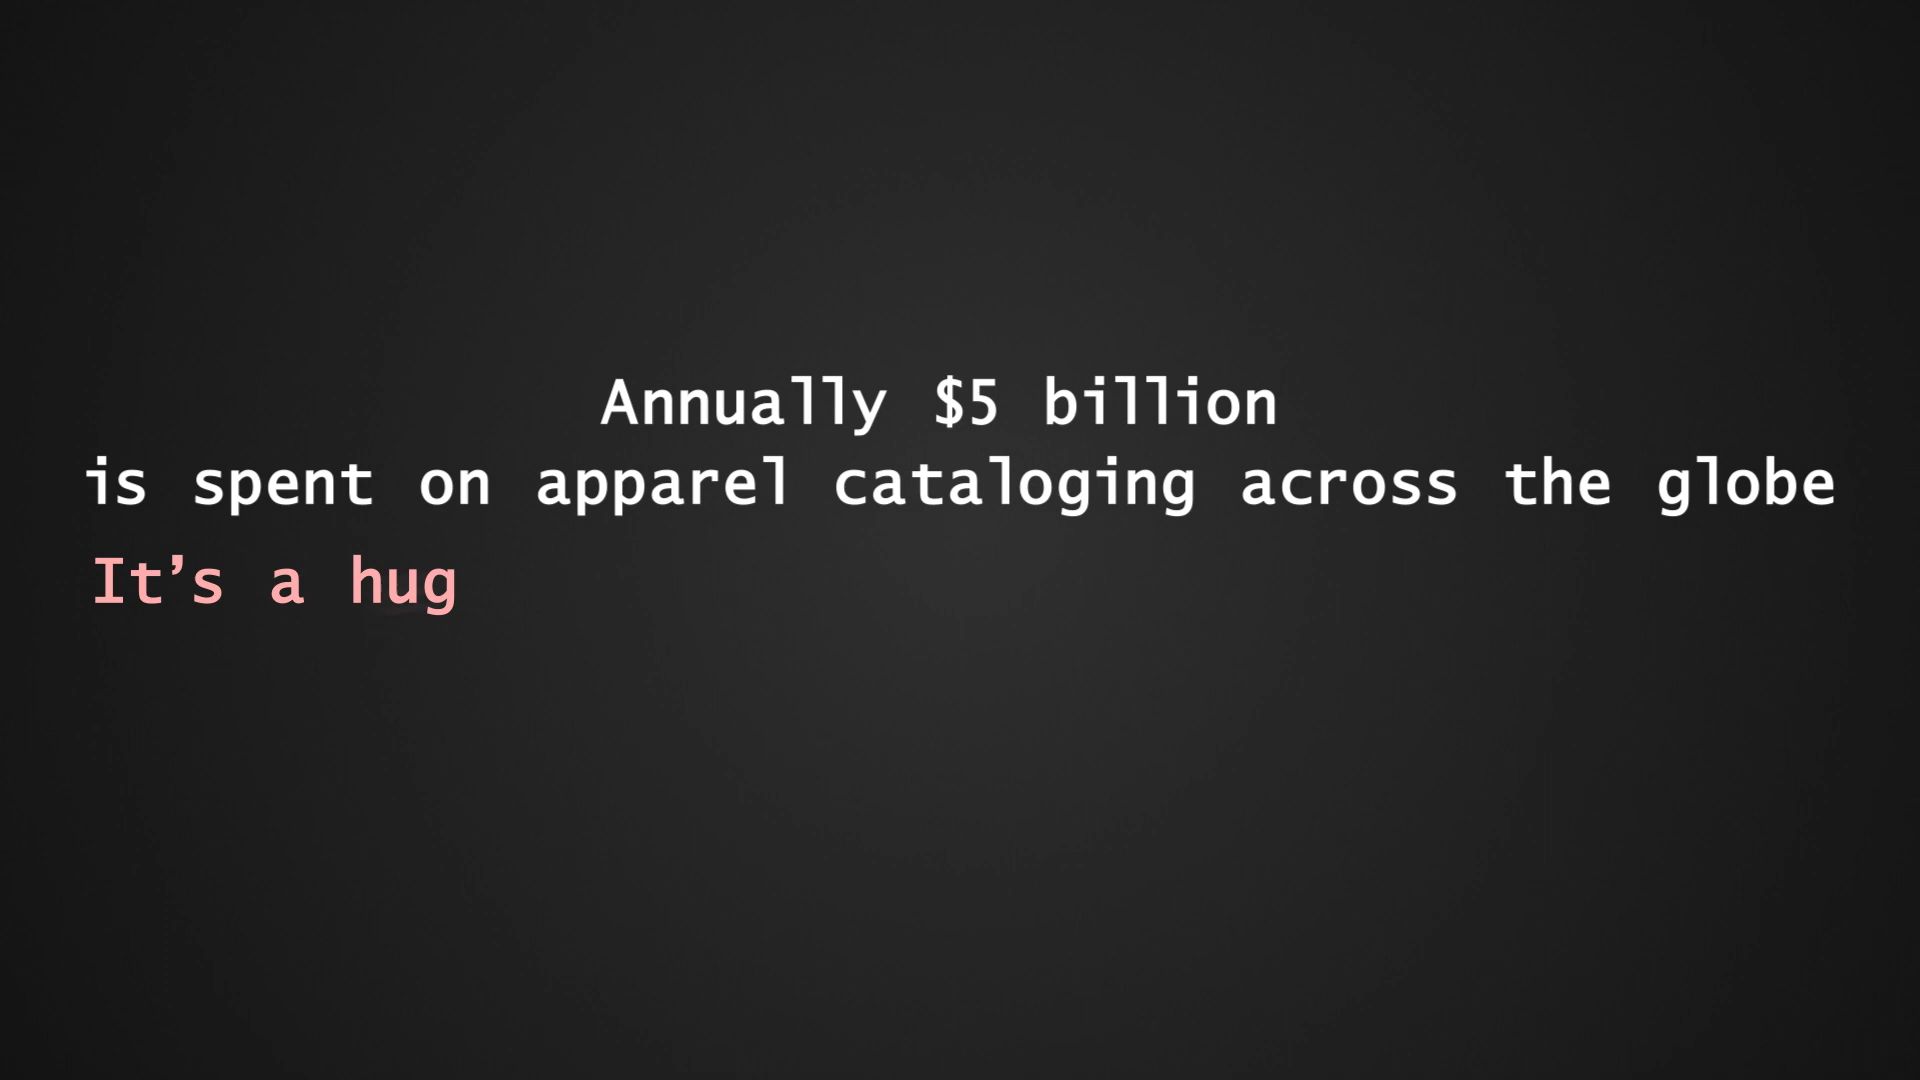 Annually $5 billion
is spent on apparel cataloging across the globe
It’s a hug